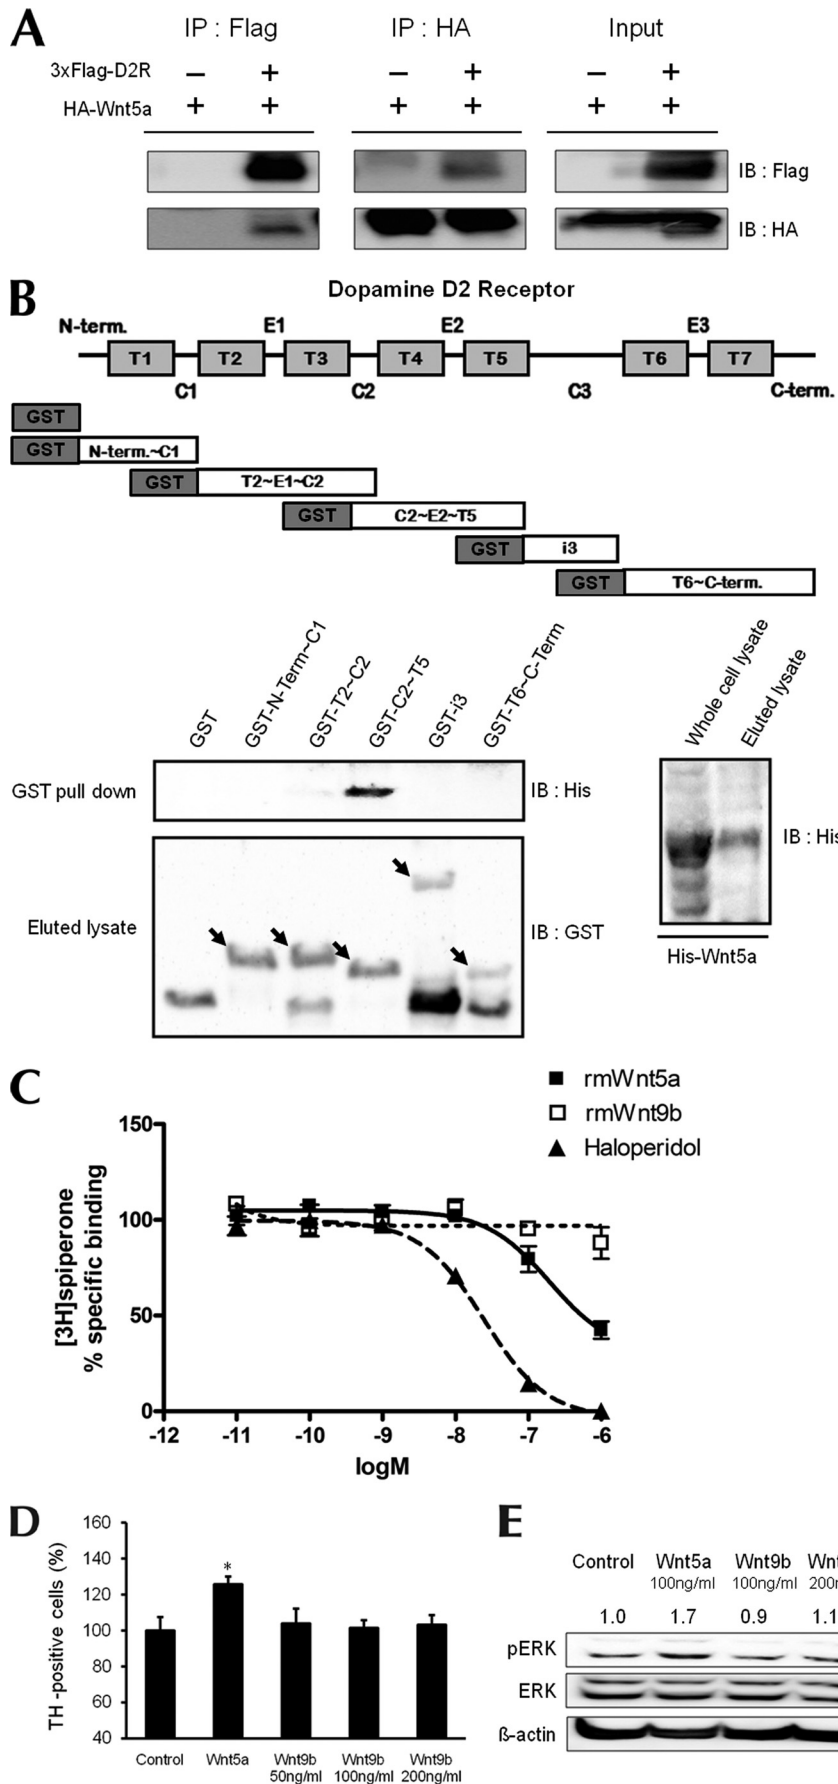 A
IP : Flag IP : HA Input
3xFlag-D2R – + – + – +
HA-Wnt5a + + + + + +
IB : Flag
IB : HA
B
Dopamine D2 Receptor
N-term. E1 E2 E3
T1 T2 T3 T4 T5 T6 T7
C1 C2 C3 C-term.
GST
GST N-term.~C1
GST T2~E1~C2
GST C2~E2~T5
GST i3
GST T6~C-term.
GST GST-N-Term~C1 GST-T2~C2 GST-C2~T5 GST-i3 GST-T6~C-Term
Whole cell lysate Eluted lysate
GST pull down IB : His
IB : His
Eluted lysate IB : GST
His-Wnt5a
C
rmWnt5a
rmWnt9b
Haloperidol
[3H]spiperone
% specific binding
150
100
50
0
-12 -11 -10 -9 -8 -7 -6
logM
D
TH -positive cells (%)
160
140
120
100
80
60
40
*
Control Wnt5a Wnt9b Wnt9b Wnt9b
50ng/ml 100ng/ml 200ng/ml
E
Control Wnt5a Wnt9b Wnt
100ng/ml 100ng/ml 200n
1.0 1.7 0.9 1.1
pERK
ERK
ß-actin